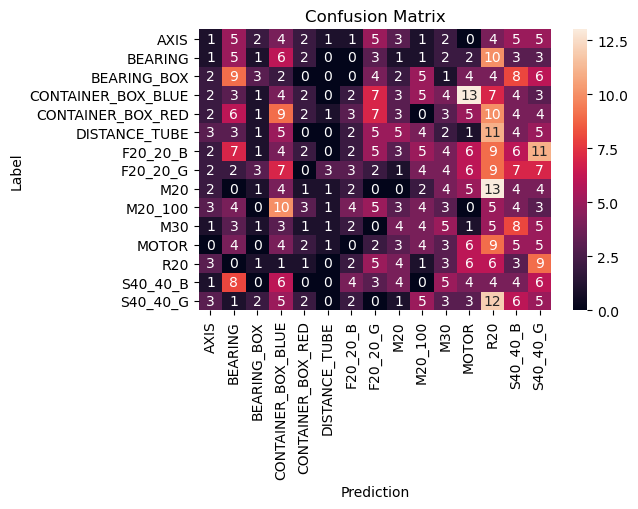 Confusion Matrix
AXIS 1 5 2 4 2 1 1 5 3 1 2 0 4 5 5
BEARING 1 5 1 6 2 0 0 3 1 1 2 2 10 3 3
BEARING_BOX 2 9 3 2 0 0 0 4 2 5 1 4 4 8 6
CONTAINER_BOX_BLUE 2 3 1 4 2 0 2 7 3 5 4 13 7 4 3
CONTAINER_BOX_RED 2 6 1 9 2 1 3 7 3 0 3 5 10 4 4
DISTANCE_TUBE 3 3 1 5 0 0 2 5 5 4 2 1 11 4 5
F20_20_B 2 7 1 4 2 0 2 5 3 5 4 6 9 6 11
F20_20_G 2 2 3 7 0 3 3 2 1 4 4 6 9 7 7
M20 2 0 1 4 1 1 2 0 0 2 4 5 13 4 4
M20_100 3 4 0 10 3 1 4 5 3 4 3 0 5 4 3
M30 1 3 1 3 1 1 2 0 4 4 5 1 5 8 5
MOTOR 0 4 0 4 2 1 0 2 3 4 3 6 9 5 5
R20 3 0 1 1 1 0 2 5 4 1 3 6 6 3 9
S40_40_B 1 8 0 6 0 0 4 3 4 0 5 4 4 4 6
S40_40_G 3 1 2 5 2 0 2 0 1 5 3 3 12 6 5
Label
AXIS
BEARING
BEARING_BOX
CONTAINER_BOX_BLUE
CONTAINER_BOX_RED
DISTANCE_TUBE
F20_20_B
F20_20_G
M20
M20_100
M30
MOTOR
R20
S40_40_B
S40_40_G
Prediction
12.5
10.0
7.5
5.0
2.5
0.0